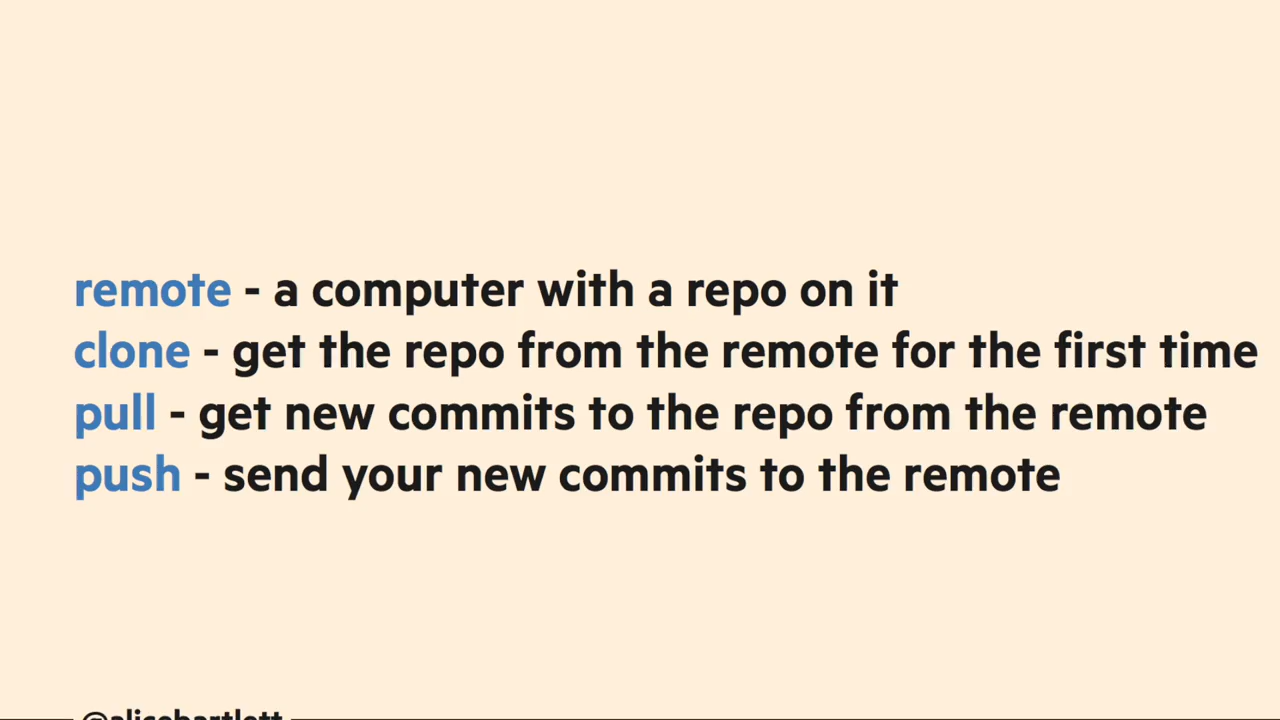 remote - a computer with a repo on it
clone - get the repo from the remote for the first time
pull - get new commits to the repo from the remote
push - send your new commits to the remote
@alicebartlett